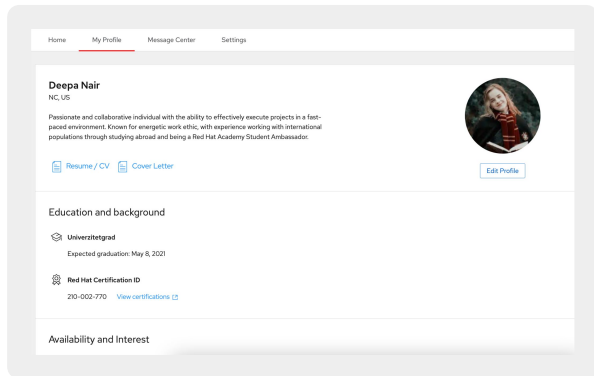 Home My Profile Message Center Settings
Deepa Nair
NC, US
Passionate and collaborative individual with the ability to effectively execute projects in a fast-
paced environment. Known for energetic work ethic, with experience working with international
populations through studying abroad and being a Red Hat Academy Student Ambassador.
Resume / CV Cover Letter
Edit Profile
Education and background
Univerzitetgrad
Expected graduation: May 8, 2021
Red Hat Certification ID
210-002-770 View certifications
Availability and Interest